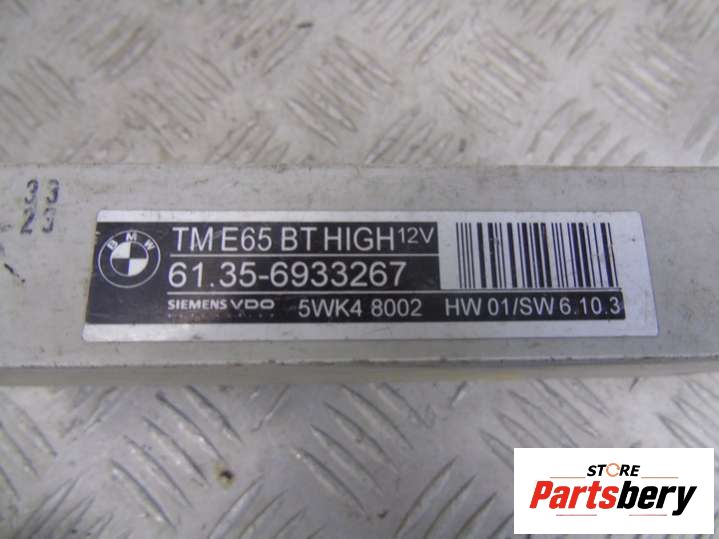 33
29
BMW
TM E65 BT HIGH 12V
61.35-6933267
SIEMENS VDO 5WK4 8002 HW 01/SW 6.10.3
STORE
Partsbery